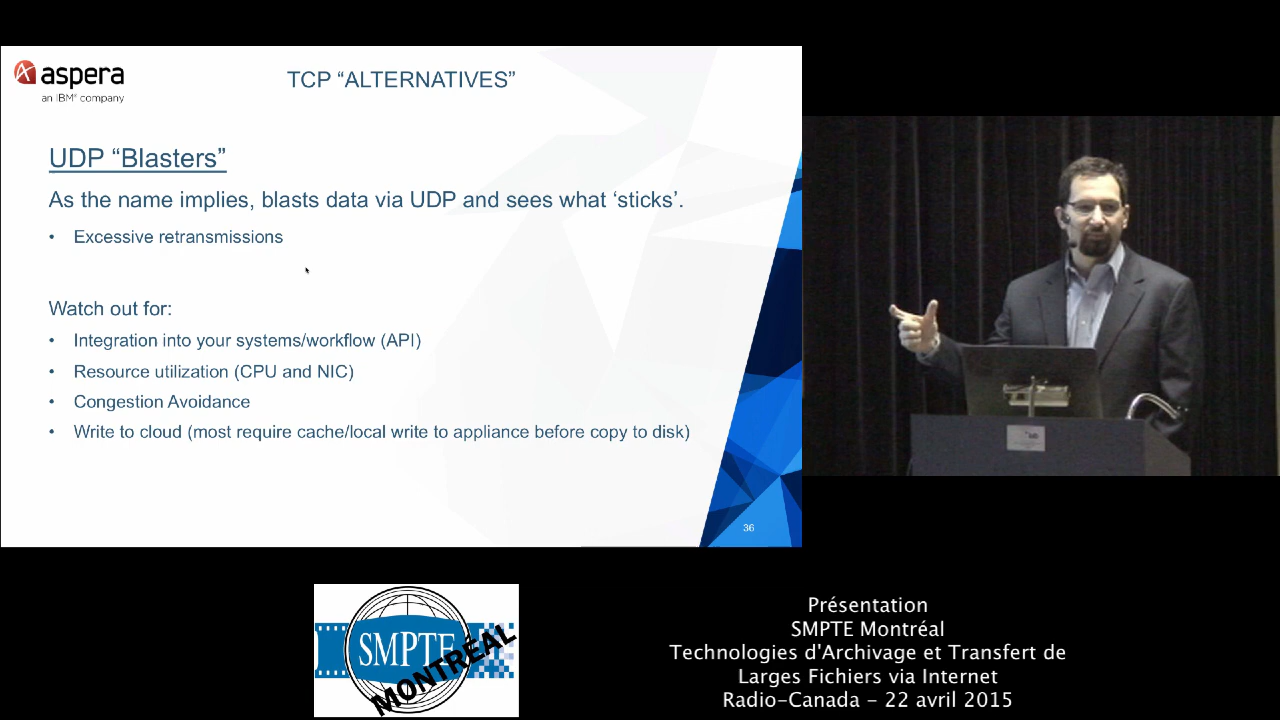 aspera
an IBM® company
TCP “ALTERNATIVES”
UDP “Blasters”
As the name implies, blasts data via UDP and sees what ‘sticks’.
• Excessive retransmissions
Watch out for:
• Integration into your systems/workflow (API)
• Resource utilization (CPU and NIC)
• Congestion Avoidance
• Write to cloud (most require cache/local write to appliance before copy to disk)
36
SMPTE
MONTRÉAL
Présentation
SMPTE Montréal
Technologies d'Archivage et Transfert de
Larges Fichiers via Internet
Radio-Canada – 22 avril 2015